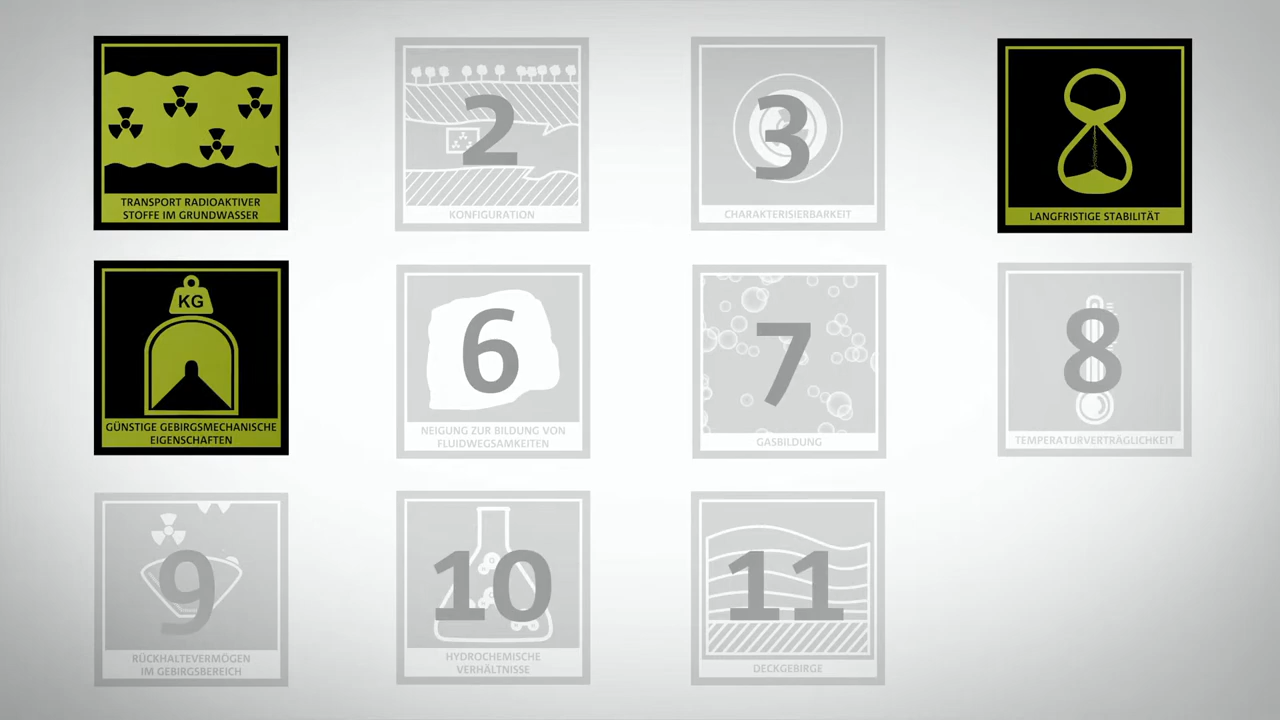 TRANSPORT RADIOAKTIVER
STOFFE IM GRUNDWASSER
2
KONFIGURATION
3
CHARAKTERISIERBARKEIT
LANGFRISTIGE STABILITÄT
KG
GÜNSTIGE GEBIRGSMECHANISCHE
EIGENSCHAFTEN
6
NEIGUNG ZUR BILDUNG VON
FLUIDWEGSAMKEITEN
7
GASBILDUNG
8
TEMPERATURVERTRÄGLICHKEIT
9
RÜCKHALTEVERMÖGEN
IM GEBIRGSBEREICH
10
HYDROCHEMISCHE
VERHÄLTNISSE
11
DECKGEBIRGE